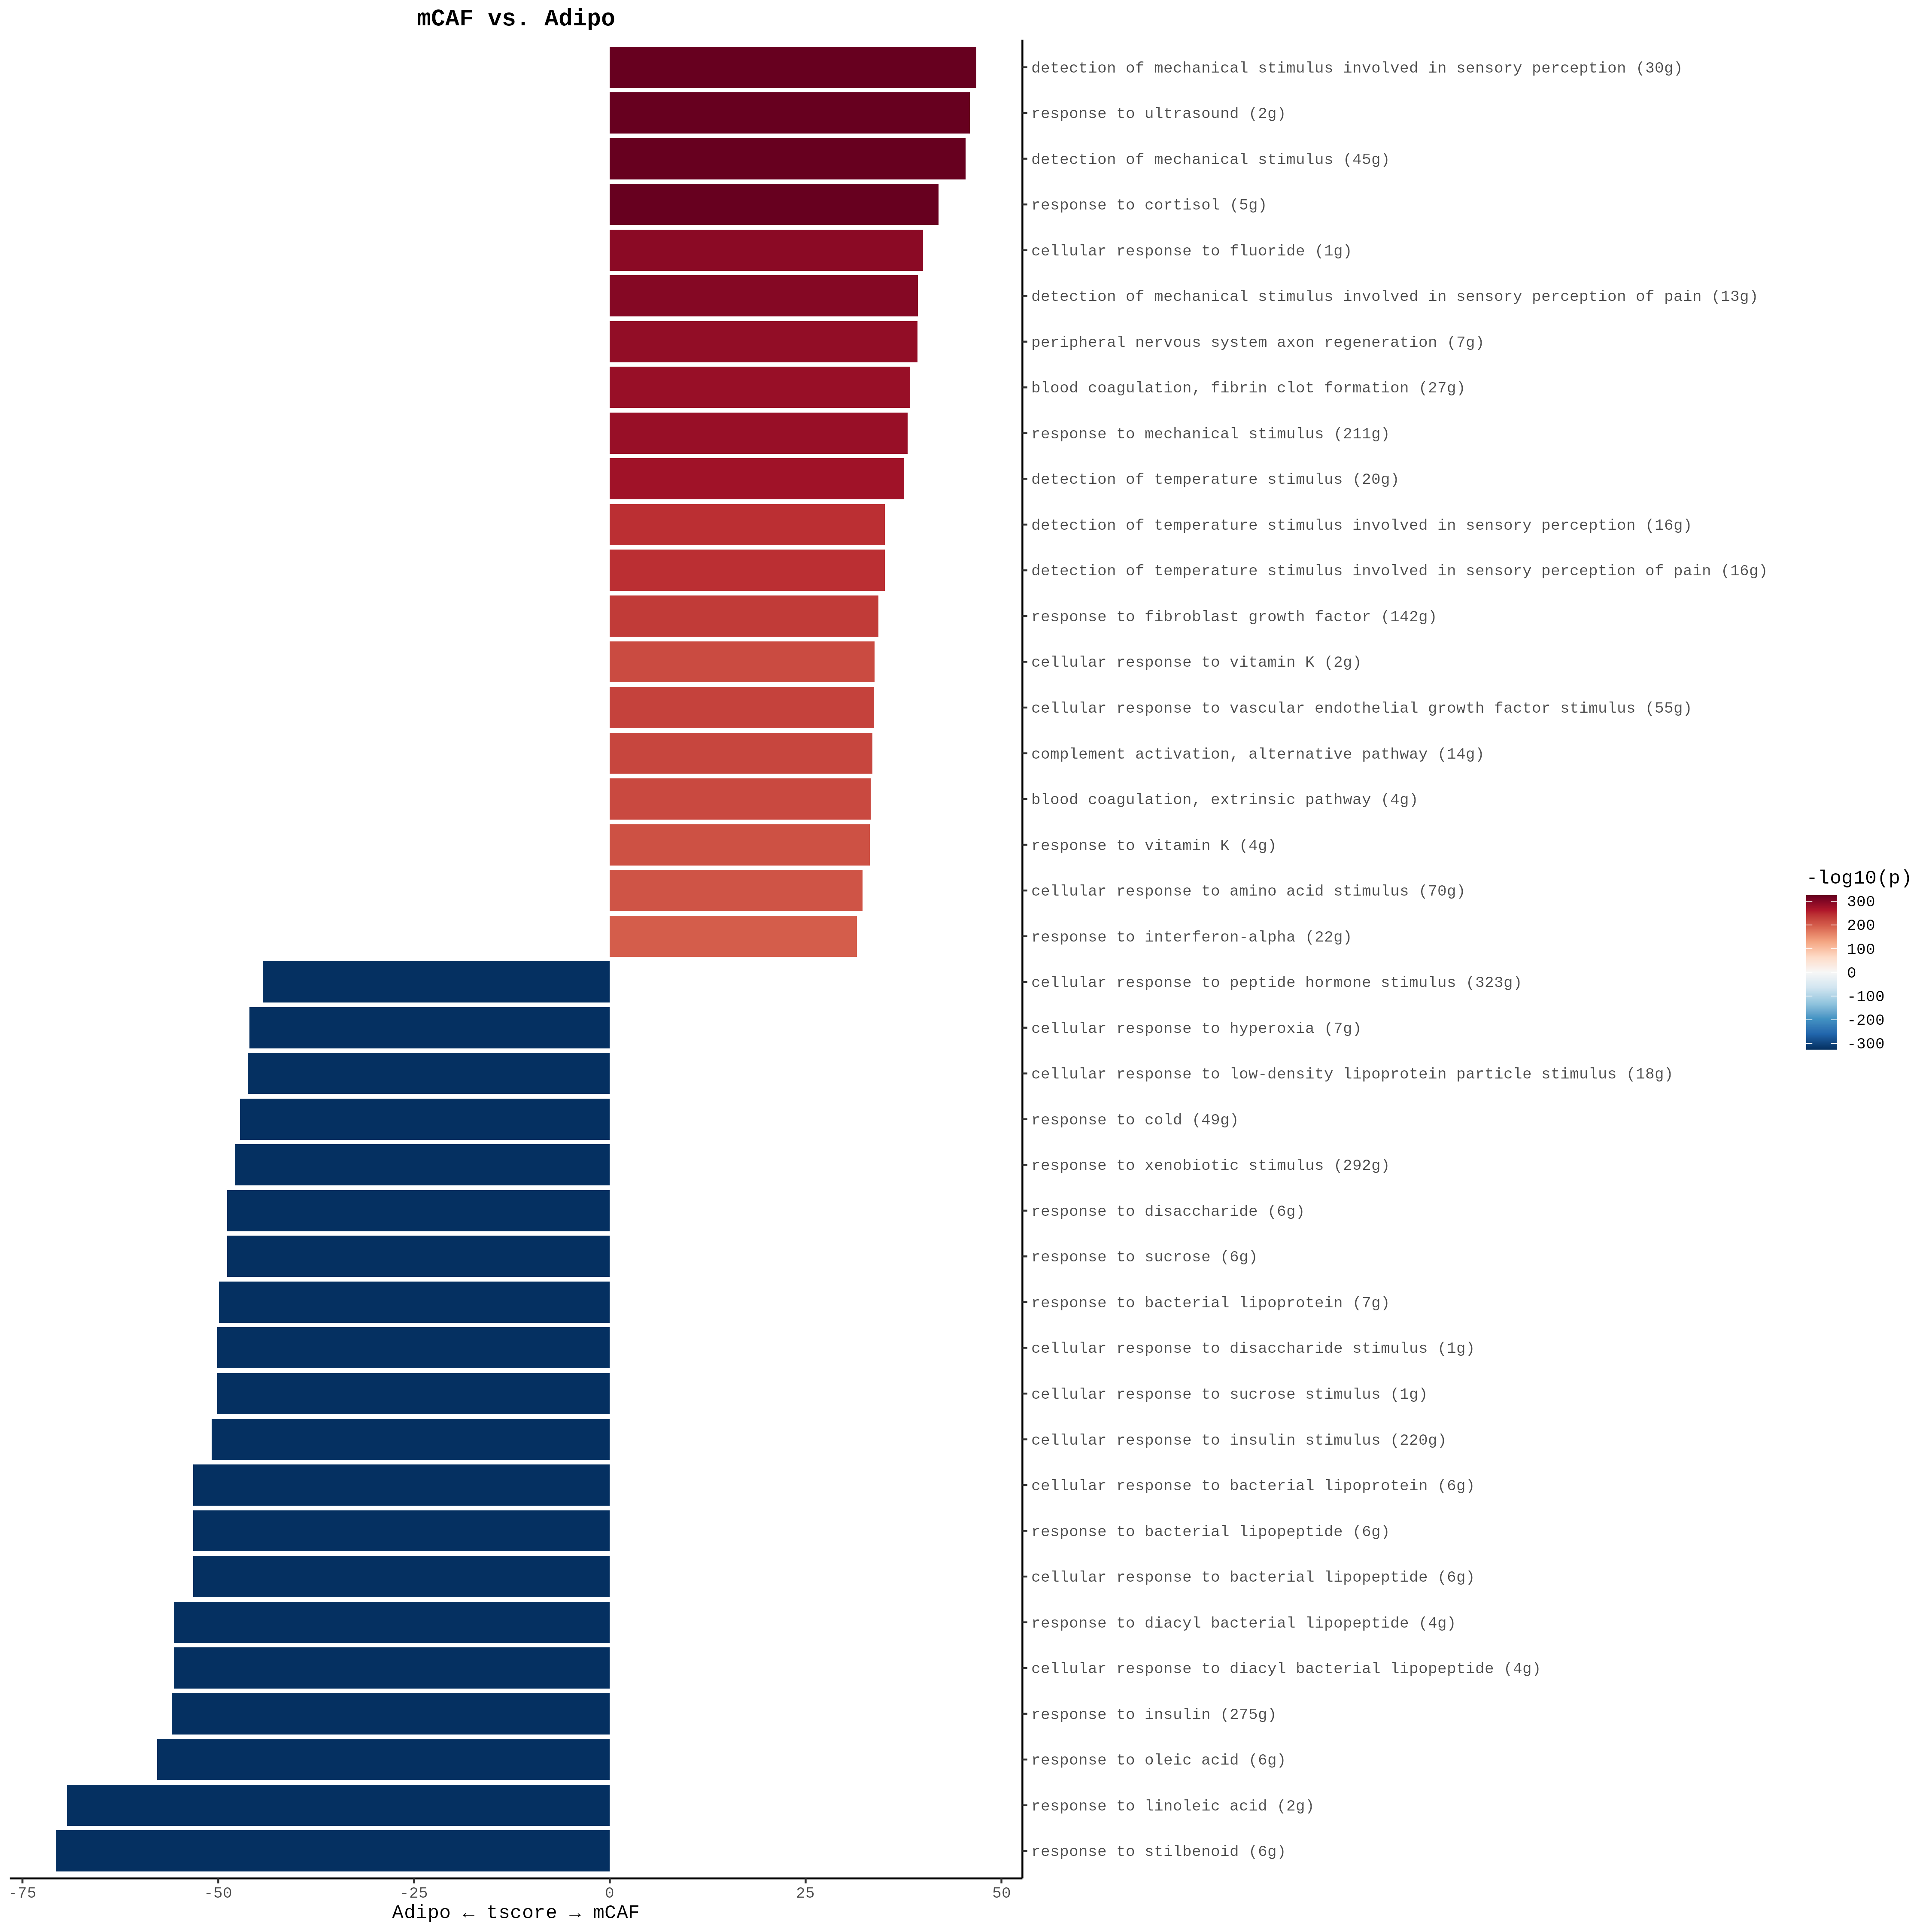 mCAF vs. Adipo
detection of mechanical stimulus involved in sensory perception (30g)
response to ultrasound (2g)
detection of mechanical stimulus (45g)
response to cortisol (5g)
cellular response to fluoride (1g)
detection of mechanical stimulus involved in sensory perception of pain (13g)
peripheral nervous system axon regeneration (7g)
blood coagulation, fibrin clot formation (27g)
response to mechanical stimulus (211g)
detection of temperature stimulus (20g)
detection of temperature stimulus involved in sensory perception (16g)
detection of temperature stimulus involved in sensory perception of pain (16g)
response to fibroblast growth factor (142g)
cellular response to vitamin K (2g)
cellular response to vascular endothelial growth factor stimulus (55g)
complement activation, alternative pathway (14g)
blood coagulation, extrinsic pathway (4g)
response to vitamin K (4g)
cellular response to amino acid stimulus (70g)
response to interferon-alpha (22g)
cellular response to peptide hormone stimulus (323g)
cellular response to hyperoxia (7g)
cellular response to low-density lipoprotein particle stimulus (18g)
response to cold (49g)
response to xenobiotic stimulus (292g)
response to disaccharide (6g)
response to sucrose (6g)
response to bacterial lipoprotein (7g)
cellular response to disaccharide stimulus (1g)
cellular response to sucrose stimulus (1g)
cellular response to insulin stimulus (220g)
cellular response to bacterial lipoprotein (6g)
response to bacterial lipopeptide (6g)
cellular response to bacterial lipopeptide (6g)
response to diacyl bacterial lipopeptide (4g)
cellular response to diacyl bacterial lipopeptide (4g)
response to insulin (275g)
response to oleic acid (6g)
response to linoleic acid (2g)
response to stilbenoid (6g)
-75 -50 -25 0 25 50
Adipo ← tscore → mCAF
-log10(p)
300
200
100
0
-100
-200
-300